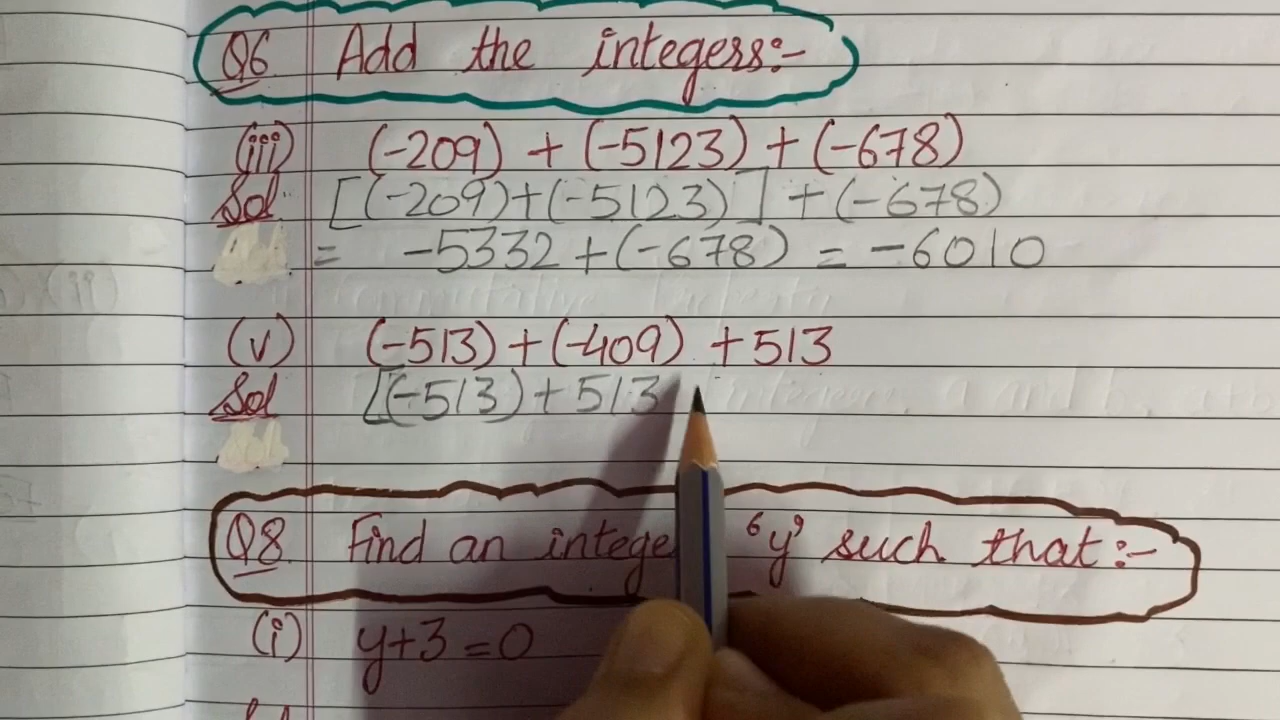 Q6 Add the integers:-
(iii) (-209) + (-5123) + (-678)
Sol. [(-209)+(-5123)] + (-678)
= -5332 + (-678) = -6010
(v) (-513) + (-409) + 513
Sol [(-513) + 513
Q8 Find an intege 'y' such that:-
(i) y+3=0